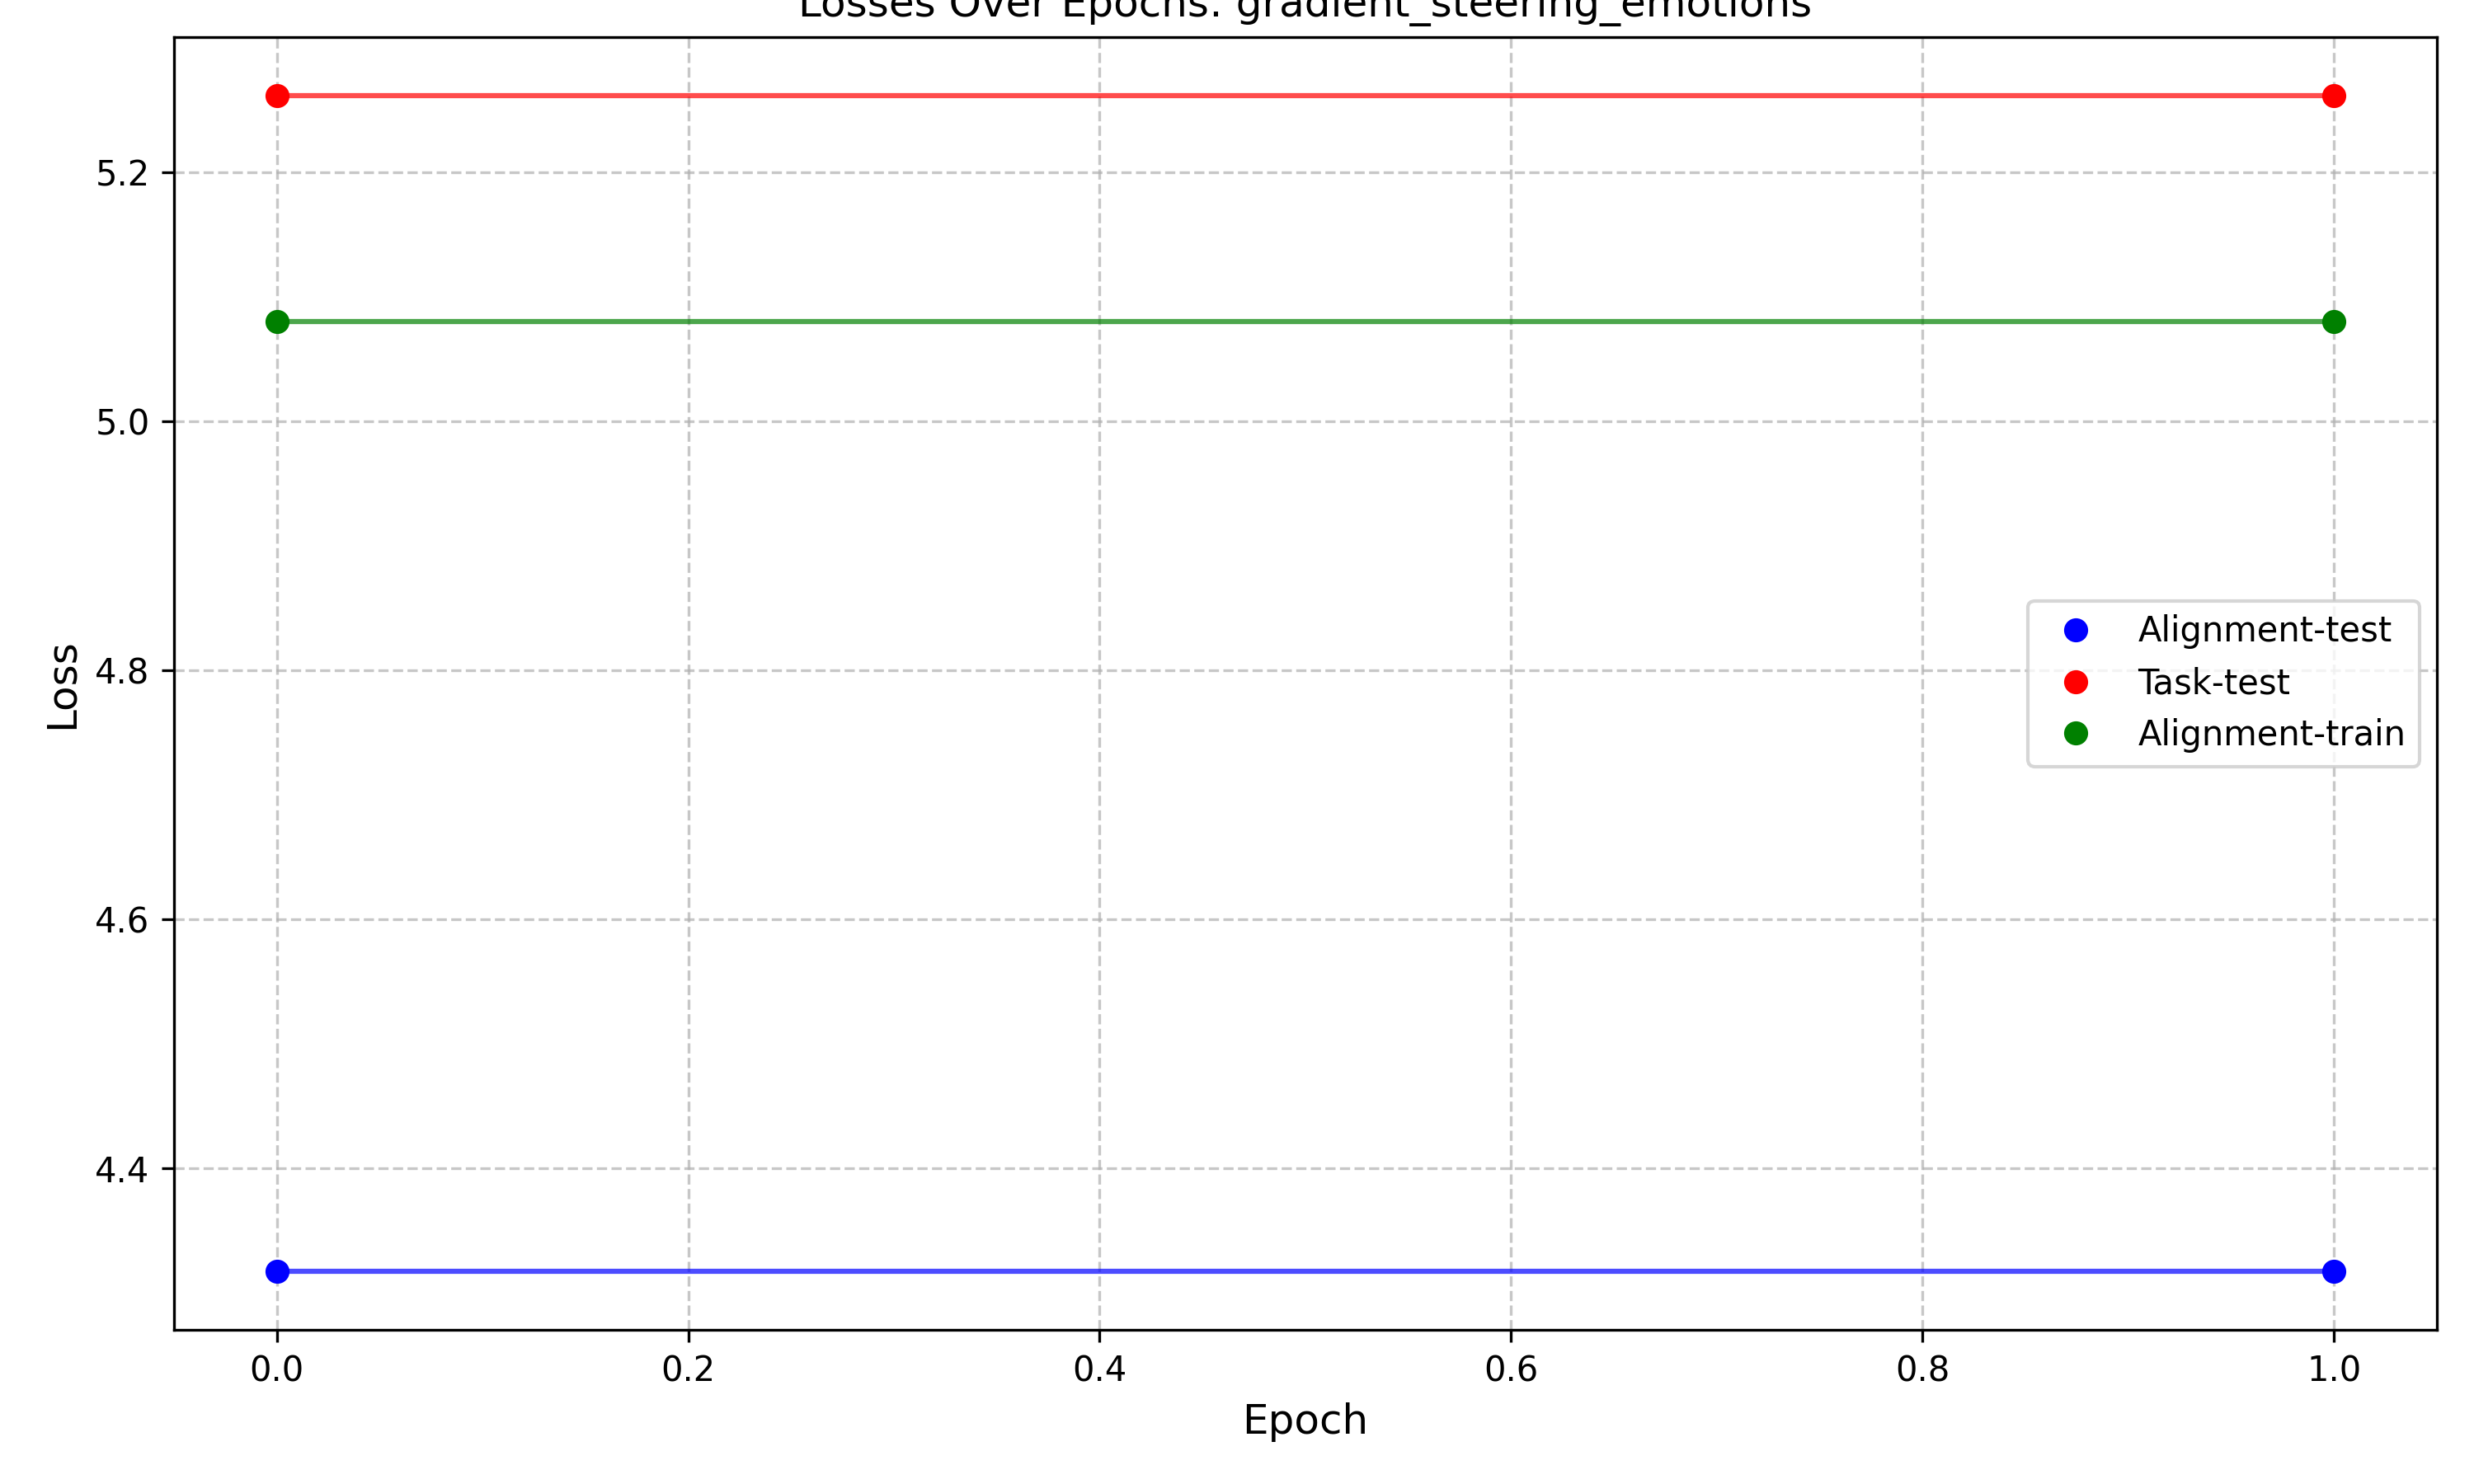 Losses Over Epochs: gradient_steering_emotions
5.2
5.0
4.8
4.6
4.4
Loss
Alignment-test
Task-test
Alignment-train
0.0 0.2 0.4 0.6 0.8 1.0
Epoch